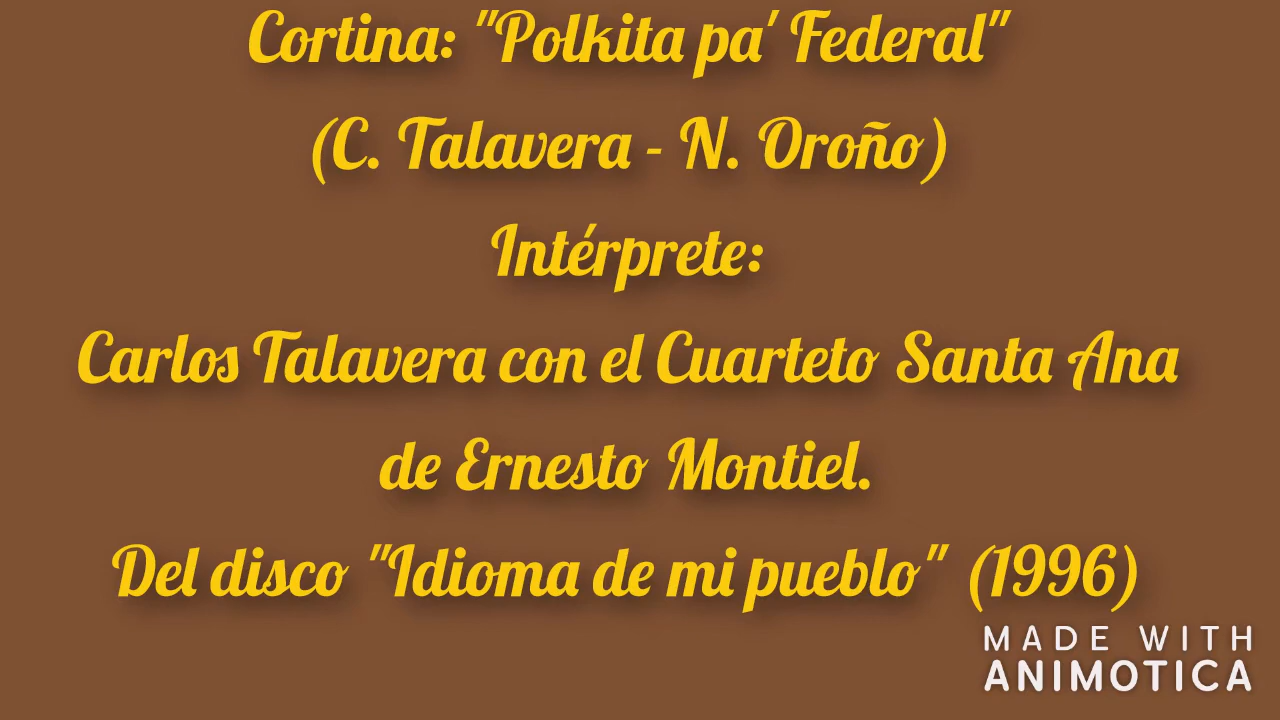 Cortina: "Polkita pa' Federal"
(C. Talavera - N. Oroño)
Intérprete:
Carlos Talavera con el Cuarteto Santa Ana
de Ernesto Montiel.
Del disco "Idioma de mi pueblo" (1996)
MADE WITH
ANIMOTICA